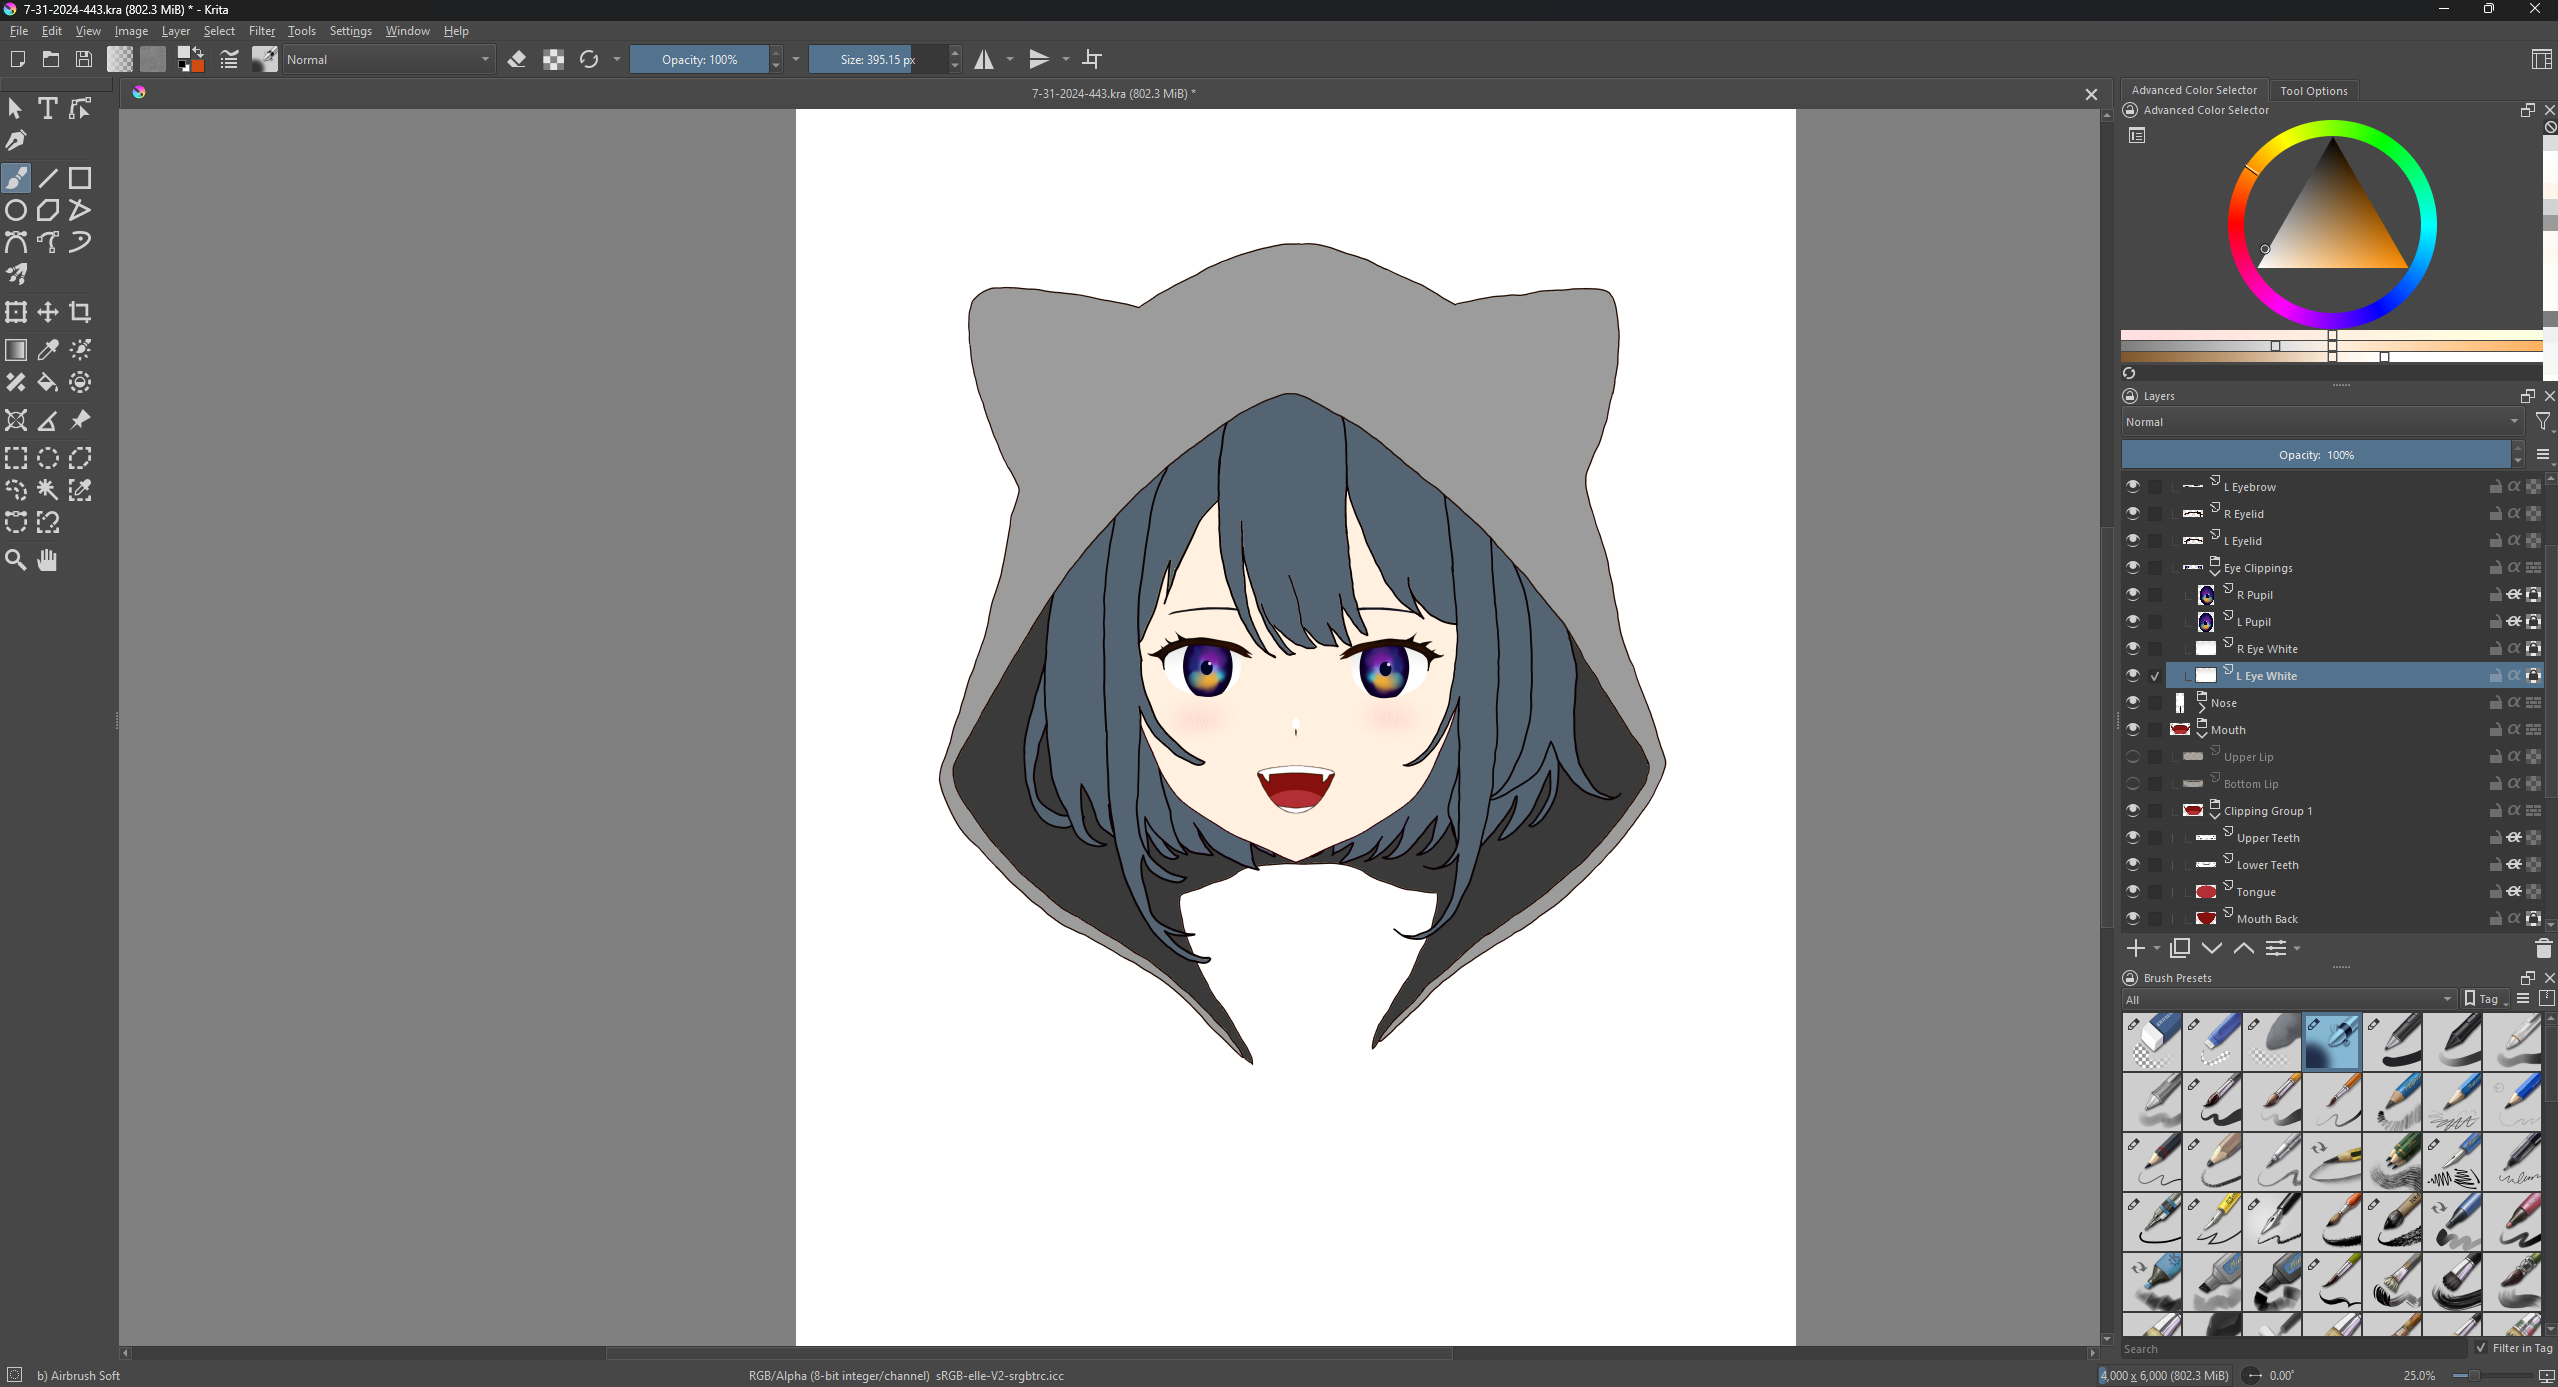 7-31-2024-443.kra (802.3 MiB) * - Krita
File Edit View Image Layer Select Filter Tools Settings Window Help
Normal
Opacity: 100%
Size: 395.15 px
7-31-2024-443.kra (802.3 MiB) *
Advanced Color Selector
Tool Options
Advanced Color Selector
Layers
Normal
Opacity: 100%
L Eyebrow
R Eyelid
L Eyelid
Eye Clippings
R Pupil
L Pupil
R Eye White
L Eye White
Nose
Mouth
Upper Lip
Bottom Lip
Clipping Group 1
Upper Teeth
Lower Teeth
Tongue
Mouth Back
Brush Presets
All
Tag
Search
Filter in Tag
b) Airbrush Soft
RGB/Alpha (8-bit integer/channel) sRGB-elle-V2-srgbtrc.icc
4,000 x 6,000 (802.3 MiB)
0.00°
25.0%